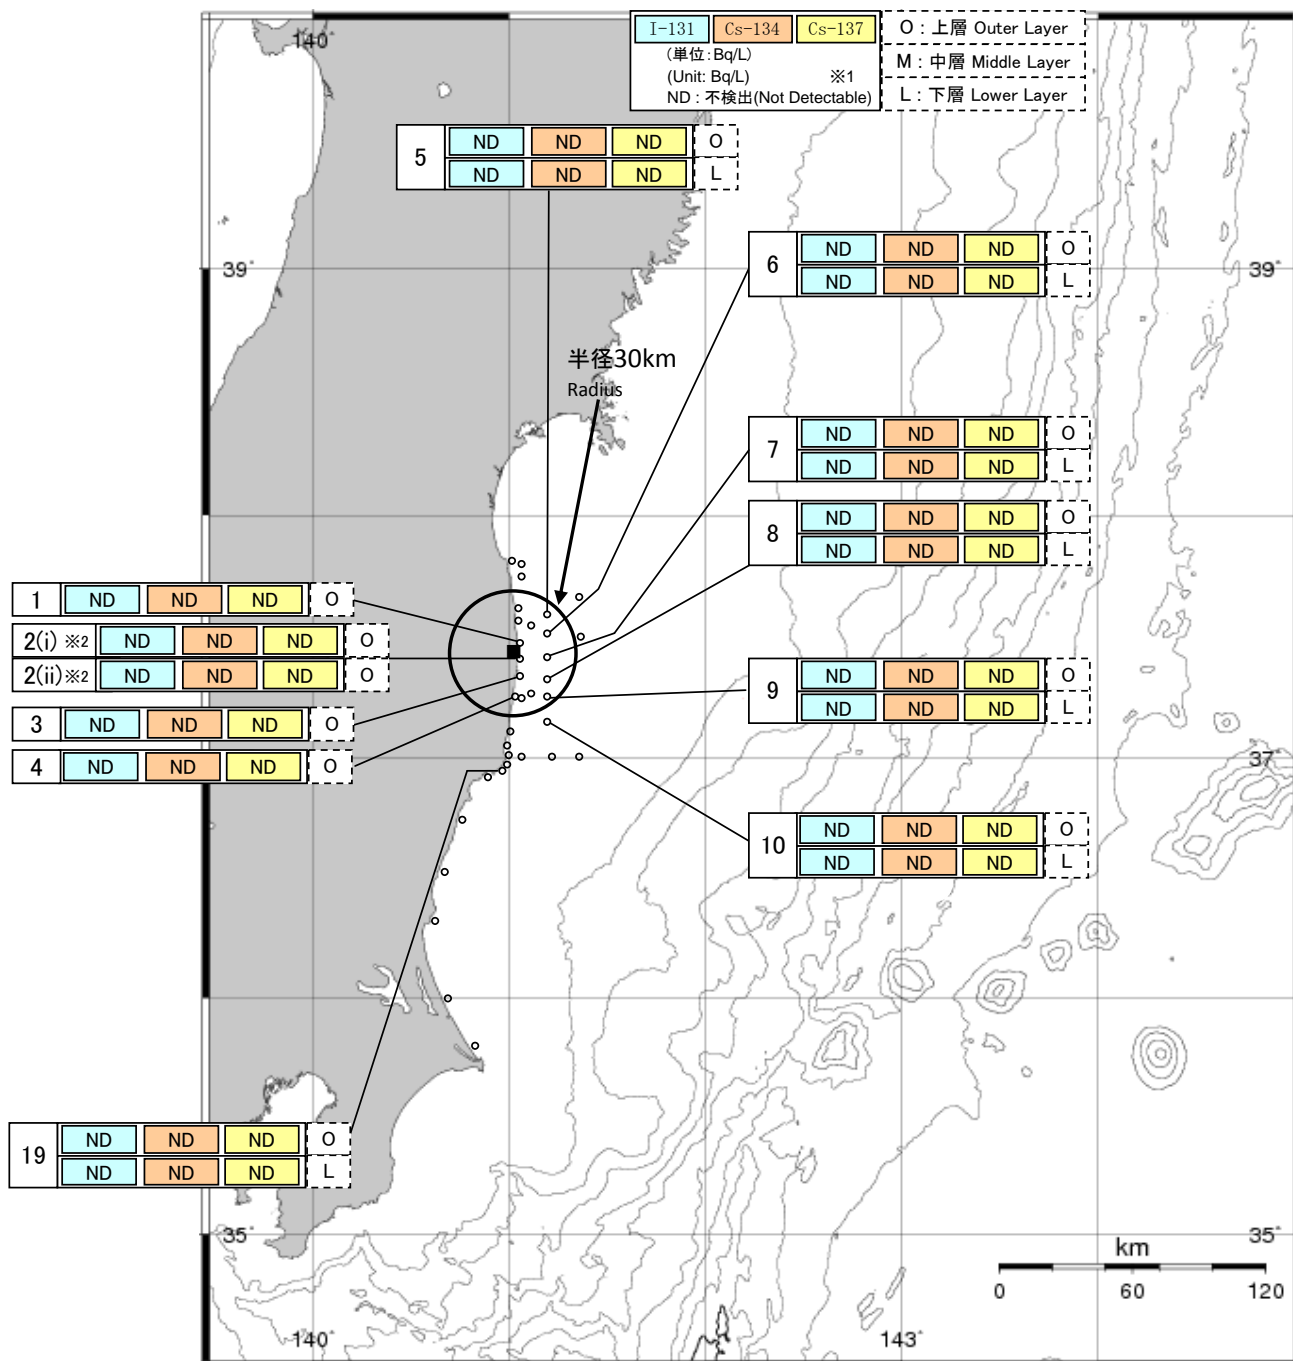 140°
I-131 Cs-134 Cs-137
(単位:Bq/L)
(Unit: Bq/L) ※1
ND : 不検出(Not Detectable)
O : 上層 Outer Layer
M : 中層 Middle Layer
L : 下層 Lower Layer
5
ND ND ND O
ND ND ND L
6
ND ND ND O
ND ND ND L
39°
39°
半径30km
Radius
7
ND ND ND O
ND ND ND L
8
ND ND ND O
ND ND ND L
1 ND ND ND O
2(i) ※2 ND ND ND O
2(ii)※2 ND ND ND O
3 ND ND ND O
4 ND ND ND O
9
ND ND ND O
ND ND ND L
37°
10
ND ND ND O
ND ND ND L
19
ND ND ND O
ND ND ND L
35°
35°
km
0 60 120
140°
143°